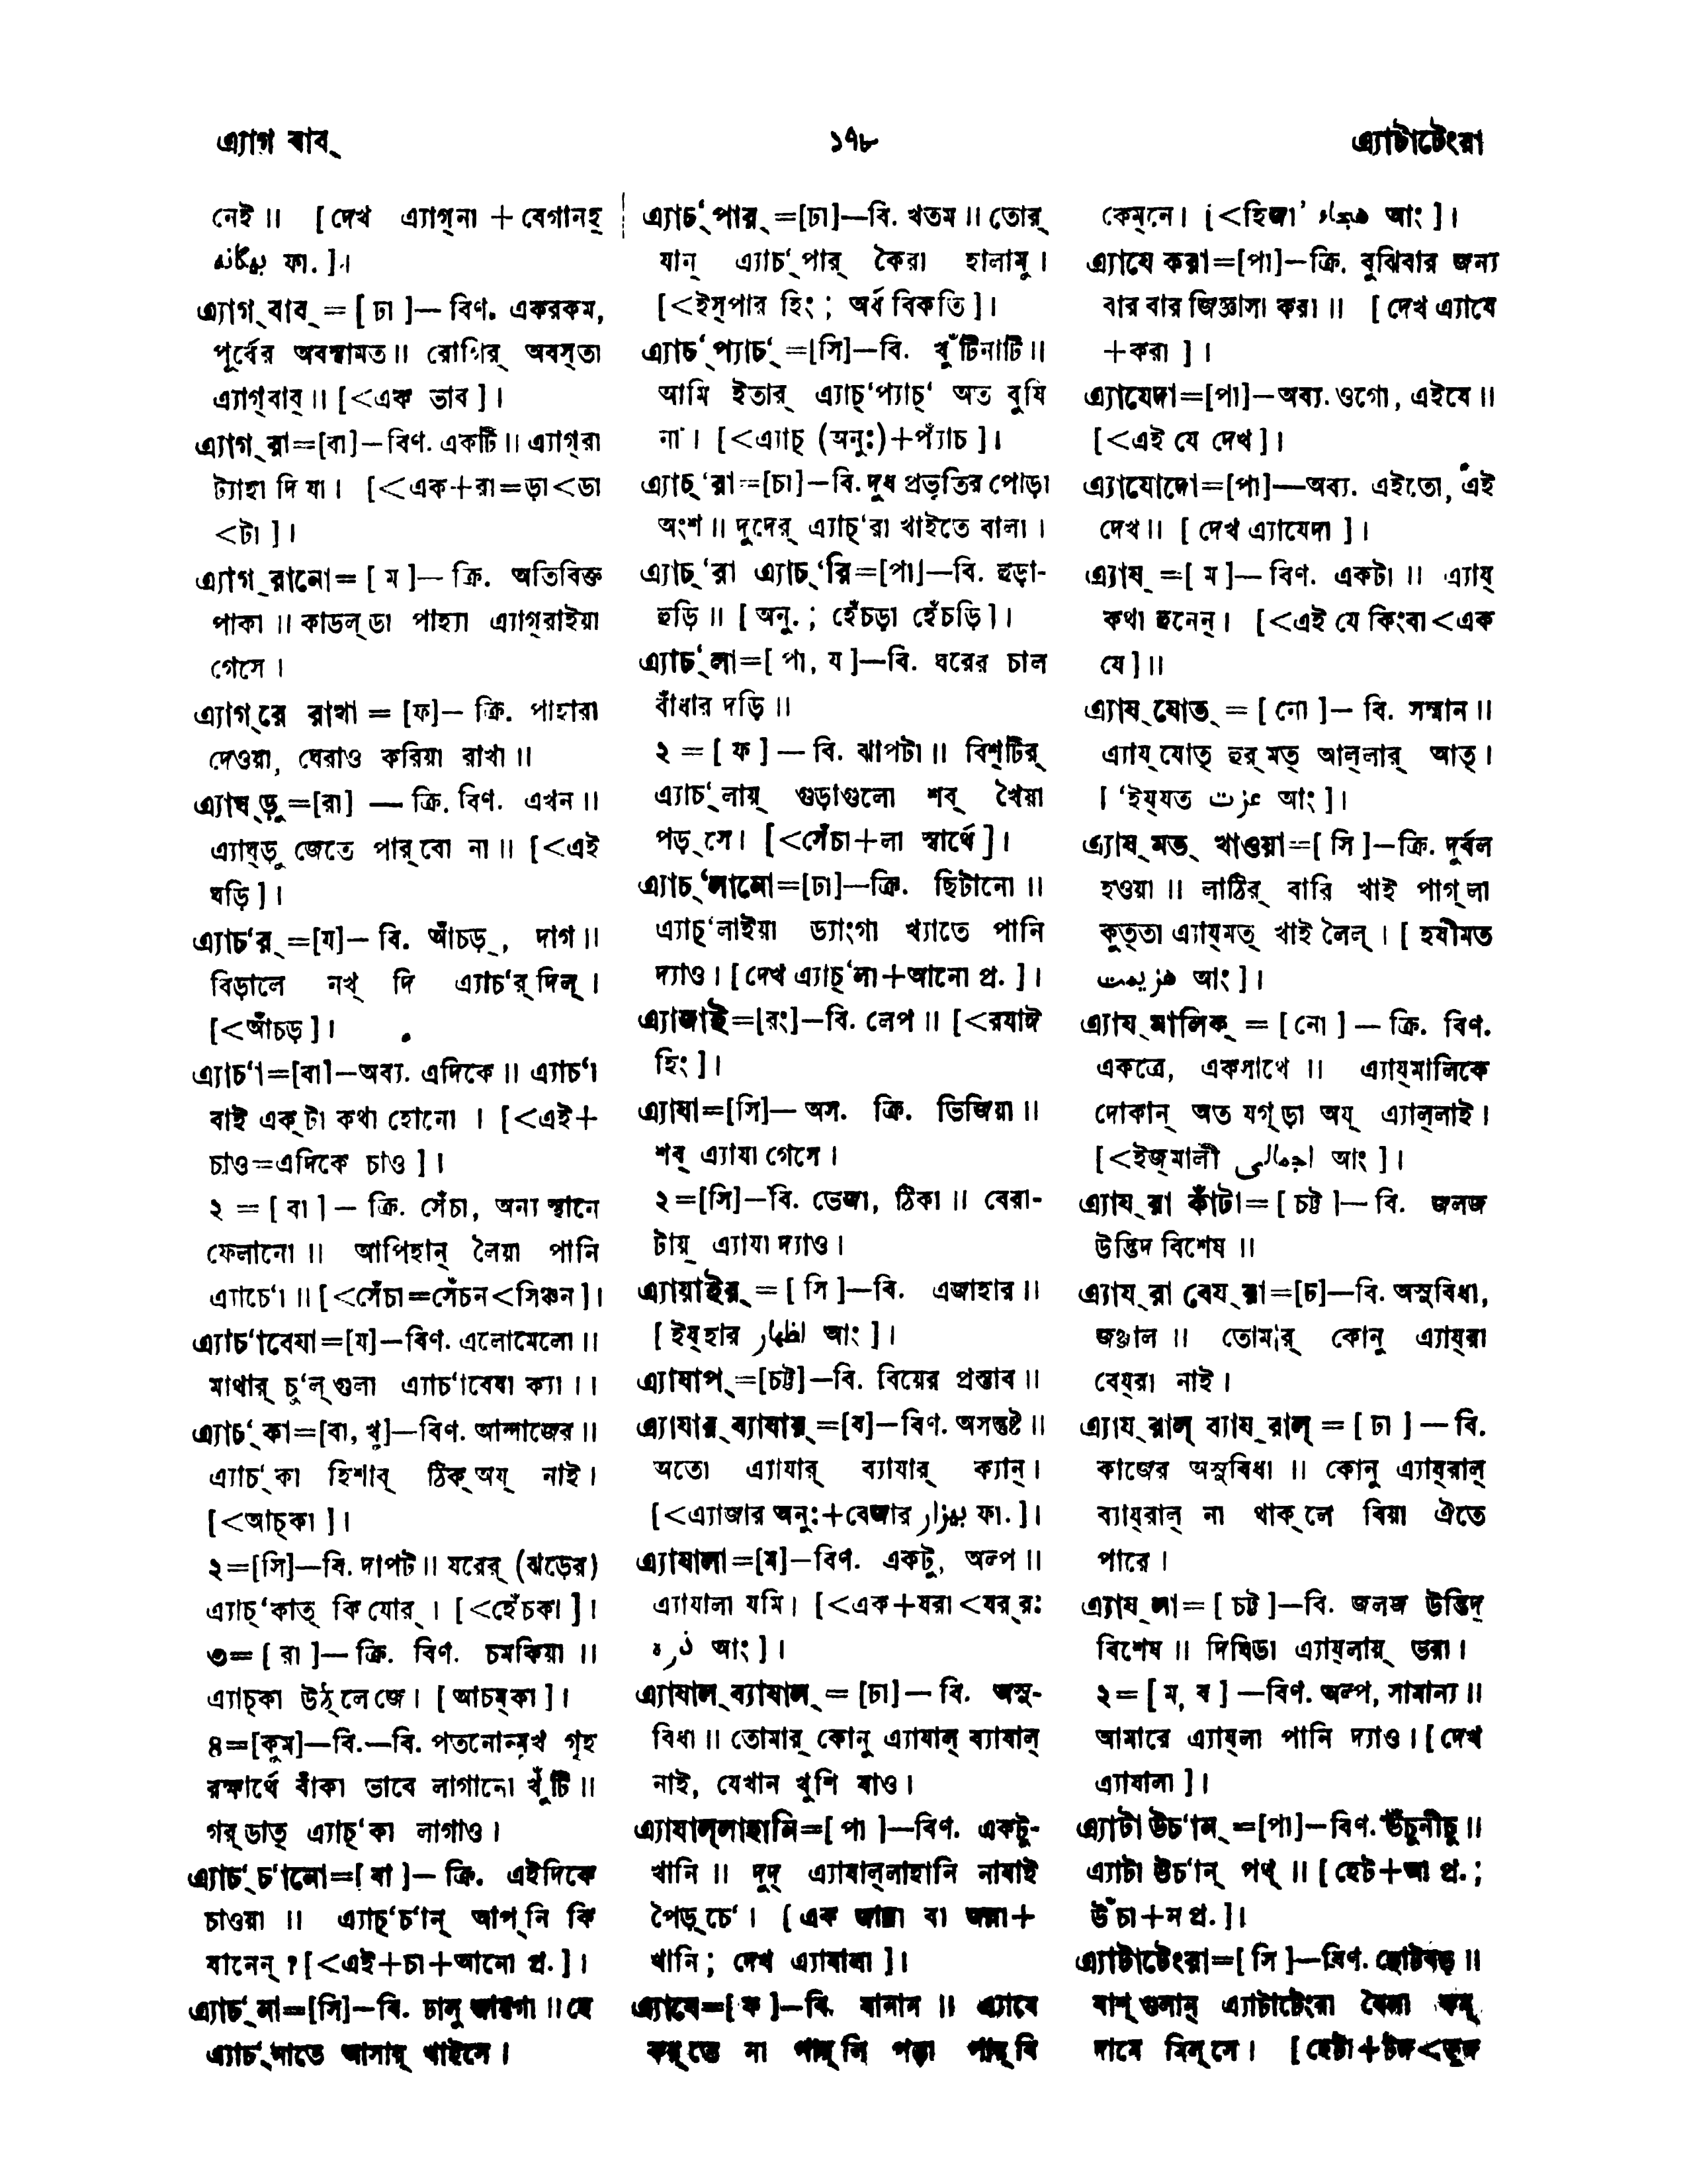 এ্যাগ বাব্
১৭৮
এ্যাটাটেংরা
নেই ॥ [ দেখ এ্যাগ্‌না + বেগানহ্
بيگانه ফা. ]।
এ্যাগ্‌বাব্ = [ ঢা ]— বিণ. একরকম,
পূর্বের অবস্থামত॥ রোগির্ অবস্‌তা
এ্যাগ্‌বাব্॥ [<এক ভাব ]।
এ্যাগ্‌রা=[বা]—বিণ. একটি॥ এ্যাগ্‌রা
ট্যাহা দি যা। [<এক+রা=ড়া<ডা
<টা ]।
এ্যাগ্‌রানো= [ ম ]— ক্রি. অতিরিক্ত
পাকা॥ কাডল্‌ডা পাহ্যা এ্যাগ্‌রাইয়া
গেসে।
এ্যাগ্‌রে রাখা = [ফ]— ক্রি. পাহারা
দেওয়া, ঘেরাও করিয়া রাখা॥
এ্যাঘ্‌ড়ু=[রা] — ক্রি. বিণ. এখন॥
এ্যাঘ্‌ড়ু জেতে পার্‌বো না॥ [<এই
ঘড়ি ]।
এ্যাচ‘র্=[য]— বি. আঁচড়্, দাগ॥
বিড়ালে নখ্ দি এ্যাচ‘র্ দিল্।
[<আঁচড় ]।
এ্যাচ‘া=[বা]—অব্য. এদিকে॥ এ্যাচ‘া
বাই এক্‌টা কথা হোনো। [<এই+
চাও=এদিকে চাও ]।
২ = [ বা ] — ক্রি. সেঁচা, অন্য স্থানে
ফেলানো॥ আপিহান্ লৈয়া পানি
এ্যাচে‘া॥ [<সেঁচা=সেঁচন<সিঞ্চন]।
এ্যাচ‘াবেযা=[য]—বিণ. এলোমেলো॥
মাথার্ চু‘ল্‌গুলা এ্যাচ‘াবেযা ক্যা।।
এ্যাচ্‘কা=[বা, খু]—বিণ. আন্দাজের॥
এ্যাচ্‘কা হিশাব্ ঠিক্ অয্ নাই।
[<আচ্‌কা ]।
২=[সি]—বি. দাপট॥ যরের্ (ঝড়ের)
এ্যাচ্‘কাত্ কি যোর্। [<হেঁচকা ]।
৩= [ রা ]— ক্রি. বিণ. চমকিয়া॥
এ্যাচ্‌কা উঠ্‌লেজে। [ আচম্‌কা ]।
৪=[কুম]—বি.—বি. পতনোন্মুখ গৃহ
রক্ষার্থে বাঁকা ভাবে লাগানো খুঁটি॥
গর্‌ডাত্ এ্যাচ্‘কা লাগাও।
এ্যাচ্‘চ‘ানো=[ বা ]— ক্রি. এইদিকে
চাওয়া॥ এ্যাচ্‘চ‘ান্ আপ্‌নি কি
যানেন্? [<এই+চা+আনো প্র. ]।
এ্যাচ্‘না=[সি]—বি. ঢালু জায়গা॥ হে
এ্যাচ্‘নাতে আসার্ খাইসে।
এ্যাচ্‘পার্=[ঢা]—বি. খতম॥ তোর্
যান্ এ্যাচ্‘পার্ কৈরা হালামু।
[<ইস্‌পার হিং; অর্থ বিকতি ]।
এ্যাচ্‘প্যাচ্‘=[সি]—বি. খুঁটিনাটি॥
আমি ইতার্ এ্যাচ্‘প্যাচ্‘ অত বুযি
না। [<এ্যাচ্ (অনুঃ)+প্যাঁচ ]।
এ্যাচ্‘রা=[চা]—বি. দুধ প্রভৃতির পোড়া
অংশ॥ দুদের্ এ্যাচ্‘রা খাইতে বালা।
এ্যাচ্‘রা এ্যাচ্‘রি=[পা]—বি. হুড়া-
হুড়ি॥ [ অনু.; হেঁচড়া হেঁচড়ি ]।
এ্যাচ্‘লা=[ পা, য ]—বি. ঘরের চাল
বাঁধার দড়ি॥
২ = [ ফ ] — বি. ঝাপটা॥ বিশ্‌টির্
এ্যাচ্‘লায়্ গুড়াগুলো শব্ খৈয়া
পড়্‌সে। [<সেঁচা+লা স্বার্থে ]।
এ্যাচ্‘লানো=[ঢা]—ক্রি. ছিটানো॥
এ্যাচ্‘লাইয়া ড্যাংগা খ্যাতে পানি
দ্যাও। [ দেখ এ্যাচ্‘লা+আনো প্র. ]।
এ্যাজাই=[রং]—বি. লেপ॥ [<রযাঈ
হিং ]।
এ্যাযা=[সি]— অস. ক্রি. ভিজিয়া॥
শব্ এ্যাযা গেসে।
২=[সি]—বি. ভেজা, ঠিকা॥ বেরা-
টায়্ এ্যাযা দ্যাও।
এ্যাযাইর্=[ সি ]—বি. এজাহার॥
[ ইয্‌হার اظهار আং ]।
এ্যাযাপ্=[চট্ট]—বি. বিয়ের প্রস্তাব॥
এ্যাযার্ ব্যাযার্=[ব]—বিণ. অসন্তুষ্ট॥
অতো এ্যাযার্ ব্যাযার্ ক্যান্।
[<এ্যাজার অনুঃ+বেজার بيزار ফা. ]।
এ্যাযালা=[ব]—বিণ. একটু, অল্প॥
এ্যাযালা যমি। [<এক+যরা<যর্‌রঃ
ذره আং ]।
এ্যাযাল্ ব্যাযাল্= [ঢা]— বি. অসু-
বিধা॥ তোমার্ কোনু এ্যাযাল্ ব্যাযাল্
নাই, যেখান খুশি যাও।
এ্যাযাল্‌লাহানি=[ পা ]—বিণ. একটু-
খানি॥ দুদ্ এ্যাযাল্‌লাহানি নাবাই
পৈড়্‌চে‘। [ এক জারা বা জরা+
খানি; দেখ এ্যাযালা ]।
এ্যাযে=[ ফ ]—বি. বানান॥ এ্যাযে
কর্‌তে না পার্‌লি পরা পার্‌বি
কেম্‌নে। [<হিজা’ هجاء আং ]।
এ্যাযে করা=[পা]—ক্রি. বুঝিবার জন্য
বার বার জিজ্ঞাসা করা॥ [ দেখ এ্যাযে
+করা ]।
এ্যাযেদা=[পা]—অব্য. ওগো, এইযে॥
[<এই যে দেখ ]।
এ্যাযোদো=[পা]—অব্য. এইতো, এই
দেখ॥ [ দেখ এ্যাযেদা ]।
এ্যায্=[ ম ]— বিণ. একটা॥ এ্যায্
কথা হুনেন্। [<এই যে কিংবা<এক
যে ]॥
এ্যায্‌যোত্ = [ নো ]— বি. সম্মান॥
এ্যায্‌যোত্ হুর্‌মত্ আল্‌লার্ আত্।
[ ‘ইয্‌যত عزت আং ]।
এ্যায্‌মত্ খাওয়া=[ সি ]—ক্রি. দুর্বল
হওয়া॥ লাঠির্ বারি খাই পাগ্‌লা
কুত্‌তা এ্যায্‌মত্ খাই লৈল্। [ হযীমত
هزيمت আং ]।
এ্যায্‌মালিক্ = [ নো ] — ক্রি. বিণ.
একত্রে, একসাথে॥ এ্যায্‌মালিকে
দোকান্ অত যগ্‌ড়া অয্ এ্যাল্‌লাই।
[<ইজ্‌মালী اجمالى আং ]।
এ্যায্‌রা কাঁটা=[ চট্ট ]— বি. জলজ
উদ্ভিদ বিশেষ॥
এ্যায্‌রা বেয্‌রা=[চ]—বি. অসুবিধা,
জঞ্জাল॥ তোমার্ কোনু এ্যায্‌রা
বেয্‌রা নাই।
এ্যায্‌রাল্ ব্যায্‌রাল্ = [ ঢা ] — বি.
কাজের অসুবিধা॥ কোনু এ্যায্‌রাল্
ব্যায্‌রাল্ না থাক্‌লে বিয়া ঐতে
পারে।
এ্যায্‌লা= [ চট্ট ]—বি. জলজ উদ্ভিদ্
বিশেষ॥ দিঘিডা এ্যায্‌লায়্ ভরা।
২= [ ম, ব ] —বিণ. অল্প, সামান্য॥
আমারে এ্যায্‌লা পানি দ্যাও। [ দেখ
এ্যাযালা ]।
এ্যাটা উচ‘ান্=[পা]—বিণ. উঁচুনীচু॥
এ্যাটা উচ‘ান্ পথ্॥ [ হেট+আ প্র.;
উঁচা+ন প্র. ]।
এ্যাটাটেংরা=[ সি ]—বিণ. ছোটবড়॥
বাশ্‌গুলান্ এ্যাটাটেংরা কম্
দামে দিল্‌সে। [ হেটা+টঙ্গ<তুঙ্গ